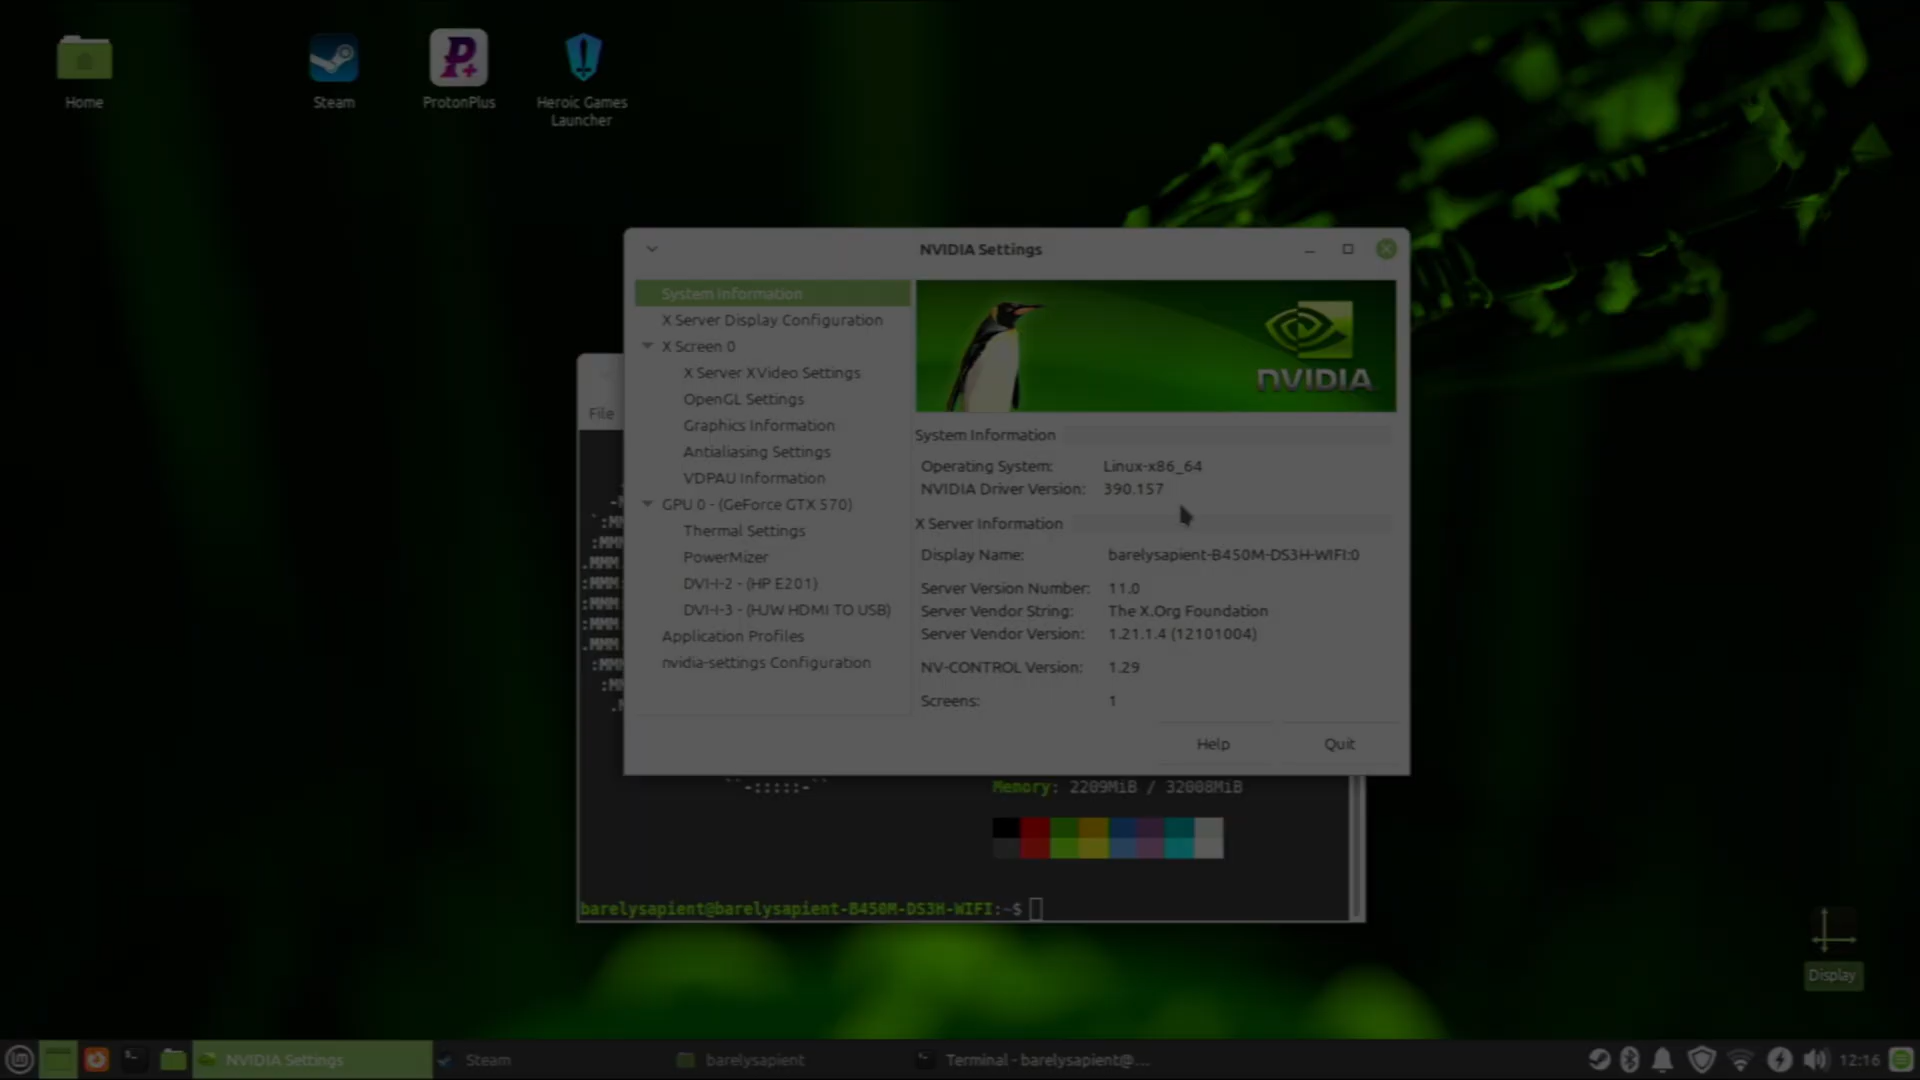 Home
Steam
ProtonPlus
Heroic Games
Launcher
NVIDIA Settings
System Information
X Server Display Configuration
X Screen 0
X Server XVideo Settings
OpenGL Settings
Graphics Information
Antialiasing Settings
VDPAU Information
GPU 0 - (GeForce GTX 570)
Thermal Settings
PowerMizer
DVI-I-2 - (HP E201)
DVI-I-3 - (HJW HDMI TO USB)
Application Profiles
nvidia-settings Configuration
NVIDIA
System Information
Operating System: Linux-x86_64
NVIDIA Driver Version: 390.157
X Server Information
Display Name: barelysapient-B450M-DS3H-WIFI:0
Server Version Number: 11.0
Server Vendor String: The X.Org Foundation
Server Vendor Version: 1.21.1.4 (12101004)
NV-CONTROL Version: 1.29
Screens: 1
Help
Quit
File
Memory: 2209MiB / 32008MiB
barelysapient@barelysapient-B450M-DS3H-WIFI:~$
Display
NVIDIA Settings
Steam
barelysapient
Terminal - barelysapient@...
12:16